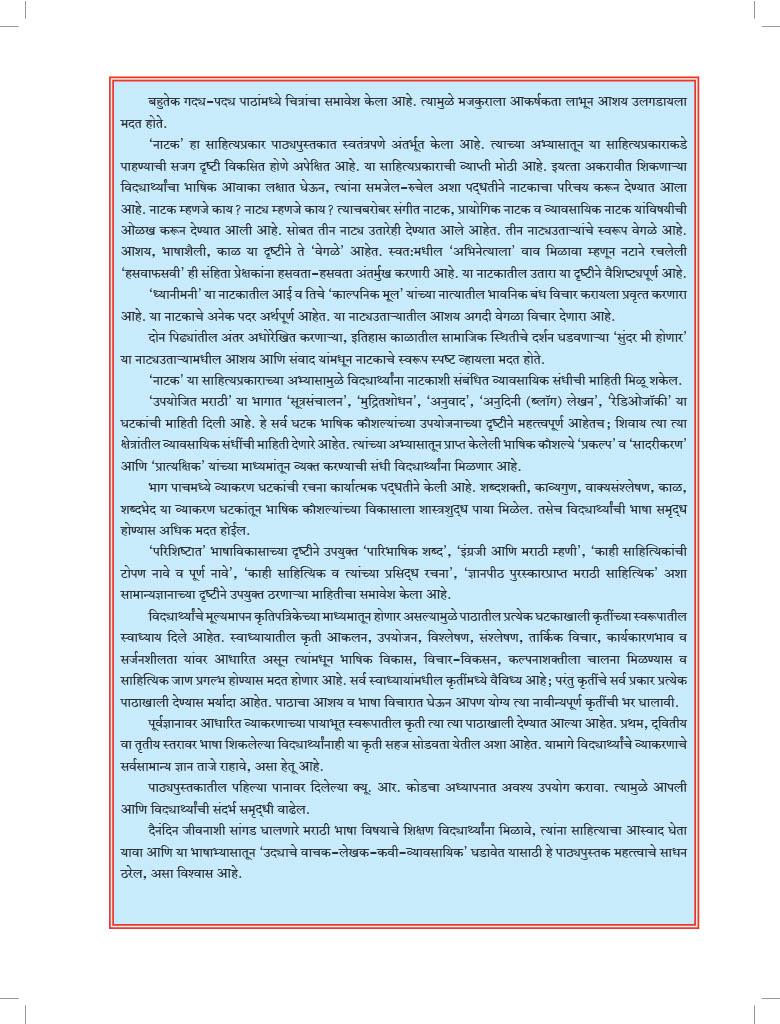 बहुतेक गद्य-पद्य पाठांमध्ये चित्रांचा समावेश केला आहे. त्यामुळे मजकुराला आकर्षकता लाभून आशय उलगडायला
मदत होते.
‘नाटक’ हा साहित्यप्रकार पाठ्यपुस्तकात स्वतंत्रपणे अंतर्भूत केला आहे. त्याच्या अभ्यासातून या साहित्यप्रकाराकडे
पाहण्याची सजग दृष्टी विकसित होणे अपेक्षित आहे. या साहित्यप्रकाराची व्याप्ती मोठी आहे. इयत्ता अकरावीत शिकणाऱ्या
विद्यार्थ्यांचा भाषिक आवाका लक्षात घेऊन, त्यांना समजेल-रुचेल अशा पद्धतीने नाटकाचा परिचय करून देण्यात आला
आहे. नाटक म्हणजे काय? नाट्य म्हणजे काय? त्याचबरोबर संगीत नाटक, प्रायोगिक नाटक व व्यावसायिक नाटक यांविषयीची
ओळख करून देण्यात आली आहे. सोबत तीन नाट्य उतारेही देण्यात आले आहेत. तीन नाट्यउताऱ्यांचे स्वरूप वेगळे आहे.
आशय, भाषाशैली, काळ या दृष्टीने ते ‘वेगळे’ आहेत. स्वत:मधील ‘अभिनेत्याला’ वाव मिळावा म्हणून नटाने रचलेली
‘हसवाफसवी’ ही संहिता प्रेक्षकांना हसवता-हसवता अंतर्मुख करणारी आहे. या नाटकातील उतारा या दृष्टीने वैशिष्ट्यपूर्ण आहे.
‘ध्यानीमनी’ या नाटकातील आई व तिचे ‘काल्पनिक मूल’ यांच्या नात्यातील भावनिक बंध विचार करायला प्रवृत्त करणारा
आहे. या नाटकाचे अनेक पदर अर्थपूर्ण आहेत. या नाट्यउताऱ्यातील आशय अगदी वेगळा विचार देणारा आहे.
दोन पिढ्यांतील अंतर अधोरेखित करणाऱ्या, इतिहास काळातील सामाजिक स्थितीचे दर्शन घडवणाऱ्या ‘सुंदर मी होणार’
या नाट्यउताऱ्यामधील आशय आणि संवाद यांमधून नाटकाचे स्वरूप स्पष्ट व्हायला मदत होते.
‘नाटक’ या साहित्यप्रकाराच्या अभ्यासामुळे विद्यार्थ्यांना नाटकाशी संबंधित व्यावसायिक संधीची माहिती मिळू शकेल.
‘उपयोजित मराठी’ या भागात ‘सूत्रसंचालन’, ‘मुद्रितशोधन’, ‘अनुवाद’, ‘अनुदिनी (ब्लॉग) लेखन’, ‘रेडिओजॉकी’ या
घटकांची माहिती दिली आहे. हे सर्व घटक भाषिक कौशल्यांच्या उपयोजनाच्या दृष्टीने महत्त्वपूर्ण आहेतच; शिवाय त्या त्या
क्षेत्रांतील व्यावसायिक संधींची माहिती देणारे आहेत. त्यांच्या अभ्यासातून प्राप्त केलेली भाषिक कौशल्ये ‘प्रकल्प’ व ‘सादरीकरण’
आणि ‘प्रात्यक्षिक’ यांच्या माध्यमांतून व्यक्त करण्याची संधी विद्यार्थ्यांना मिळणार आहे.
भाग पाचमध्ये व्याकरण घटकांची रचना कार्यात्मक पद्धतीने केली आहे. शब्दशक्ती, काव्यगुण, वाक्यसंश्लेषण, काळ,
शब्दभेद या व्याकरण घटकांतून भाषिक कौशल्यांच्या विकासाला शास्त्रशुद्ध पाया मिळेल. तसेच विद्यार्थ्यांची भाषा समृद्ध
होण्यास अधिक मदत होईल.
‘परिशिष्टात’ भाषाविकासाच्या दृष्टीने उपयुक्त ‘पारिभाषिक शब्द’, ‘इंग्रजी आणि मराठी म्हणी’, ‘काही साहित्यिकांची
टोपण नावे व पूर्ण नावे’, ‘काही साहित्यिक व त्यांच्या प्रसिद्ध रचना’, ‘ज्ञानपीठ पुरस्कारप्राप्त मराठी साहित्यिक’ अशा
सामान्यज्ञानाच्या दृष्टीने उपयुक्त ठरणाऱ्या माहितीचा समावेश केला आहे.
विद्यार्थ्यांचे मूल्यमापन कृतिपत्रिकेच्या माध्यमातून होणार असल्यामुळे पाठातील प्रत्येक घटकाखाली कृतींच्या स्वरूपातील
स्वाध्याय दिले आहेत. स्वाध्यायातील कृती आकलन, उपयोजन, विश्लेषण, संश्लेषण, तार्किक विचार, कार्यकारणभाव व
सर्जनशीलता यांवर आधारित असून त्यांमधून भाषिक विकास, विचार-विकसन, कल्पनाशक्तीला चालना मिळण्यास व
साहित्यिक जाण प्रगल्भ होण्यास मदत होणार आहे. सर्व स्वाध्यायांमधील कृतींमध्ये वैविध्य आहे; परंतु कृतींचे सर्व प्रकार प्रत्येक
पाठाखाली देण्यास मर्यादा आहेत. पाठाचा आशय व भाषा विचारात घेऊन आपण योग्य त्या नावीन्यपूर्ण कृतींची भर घालावी.
पूर्वज्ञानावर आधारित व्याकरणाच्या पायाभूत स्वरूपातील कृती त्या त्या पाठाखाली देण्यात आल्या आहेत. प्रथम, द्वितीय
वा तृतीय स्तरावर भाषा शिकलेल्या विद्यार्थ्यांनाही या कृती सहज सोडवता येतील अशा आहेत. यामागे विद्यार्थ्यांचे व्याकरणाचे
सर्वसामान्य ज्ञान ताजे राहावे, असा हेतू आहे.
पाठ्यपुस्तकातील पहिल्या पानावर दिलेल्या क्यू. आर. कोडचा अध्यापनात अवश्य उपयोग करावा. त्यामुळे आपली
आणि विद्यार्थ्यांची संदर्भ समृद्धी वाढेल.
दैनंदिन जीवनाशी सांगड घालणारे मराठी भाषा विषयाचे शिक्षण विद्यार्थ्यांना मिळावे, त्यांना साहित्याचा आस्वाद घेता
यावा आणि या भाषाभ्यासातून ‘उद्याचे वाचक-लेखक-कवी-व्यावसायिक’ घडावेत यासाठी हे पाठ्यपुस्तक महत्त्वाचे साधन
ठरेल, असा विश्वास आहे.